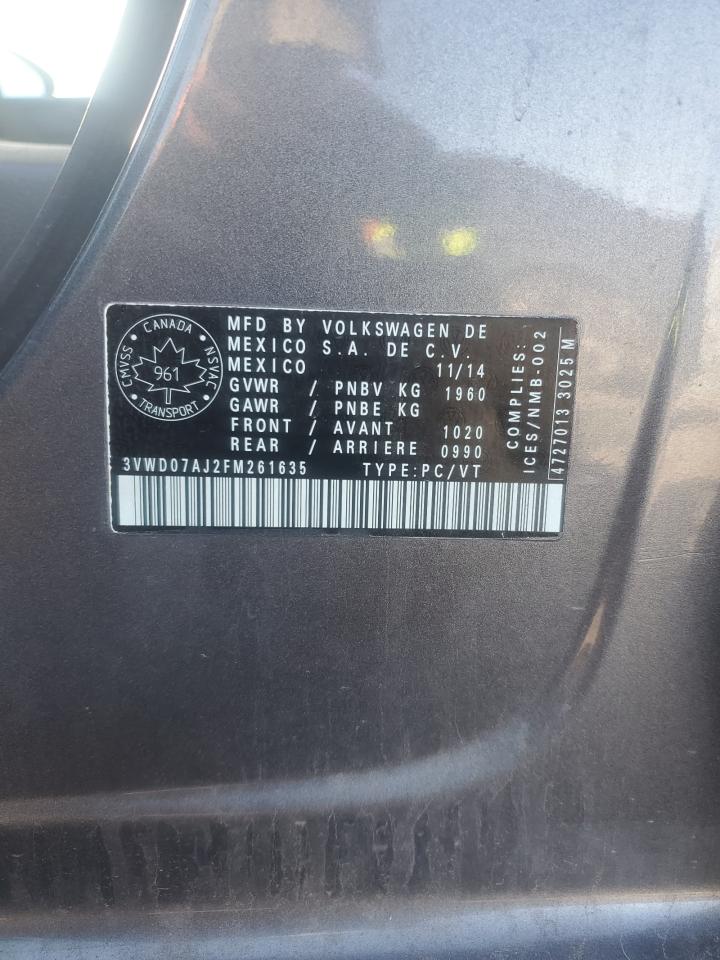 CANADA
CMVSS
NSVAC
961
TRANSPORT
MFD BY VOLKSWAGEN DE
MEXICO S.A. DE C.V.
MEXICO 11/14
GVWR / PNBV KG 1960
GAWR / PNBE KG
FRONT / AVANT 1020
REAR / ARRIERE 0990
3VWD07AJ2FM261635 TYPE:PC/VT
COMPLIES:
ICES/NMB-002
4727013 3025 M